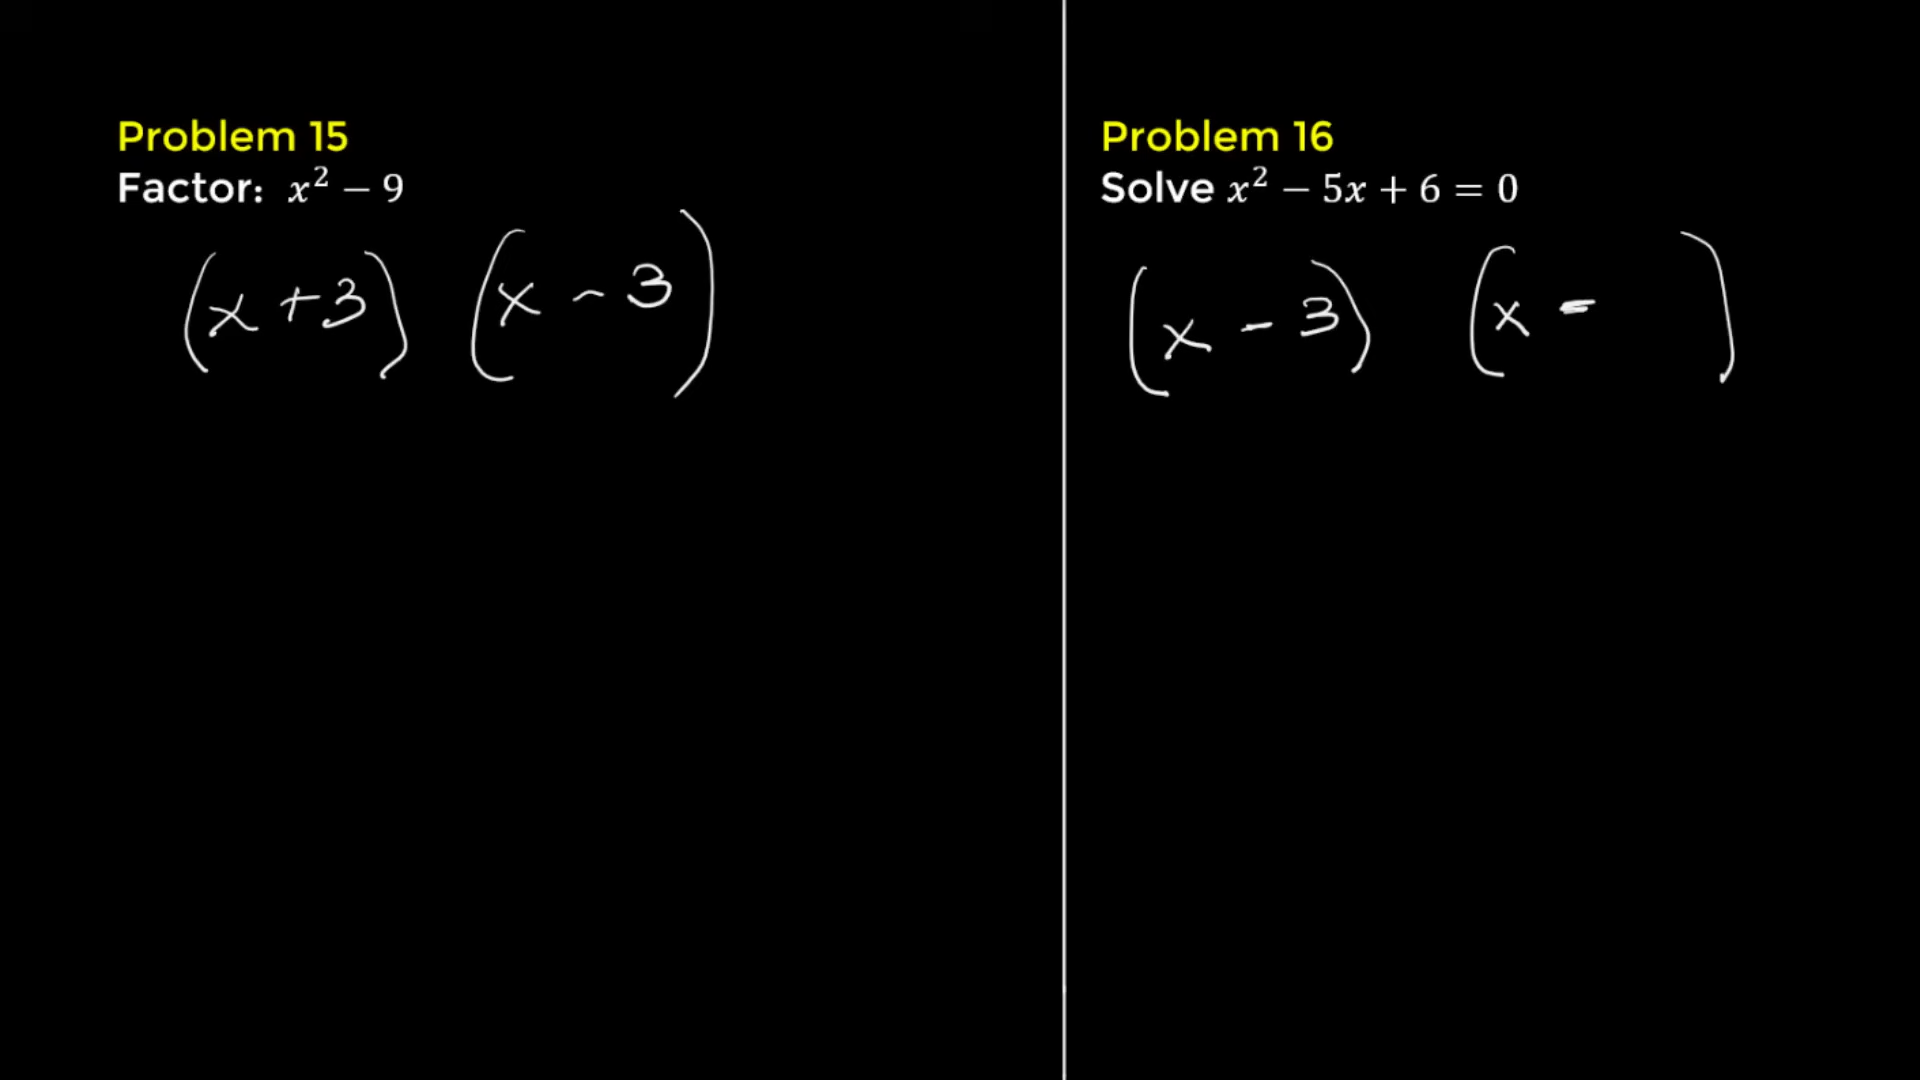 Problem 15
Factor: x² − 9
(x + 3) (x − 3)
Problem 16
Solve x² − 5x + 6 = 0
(x − 3) (x −   )